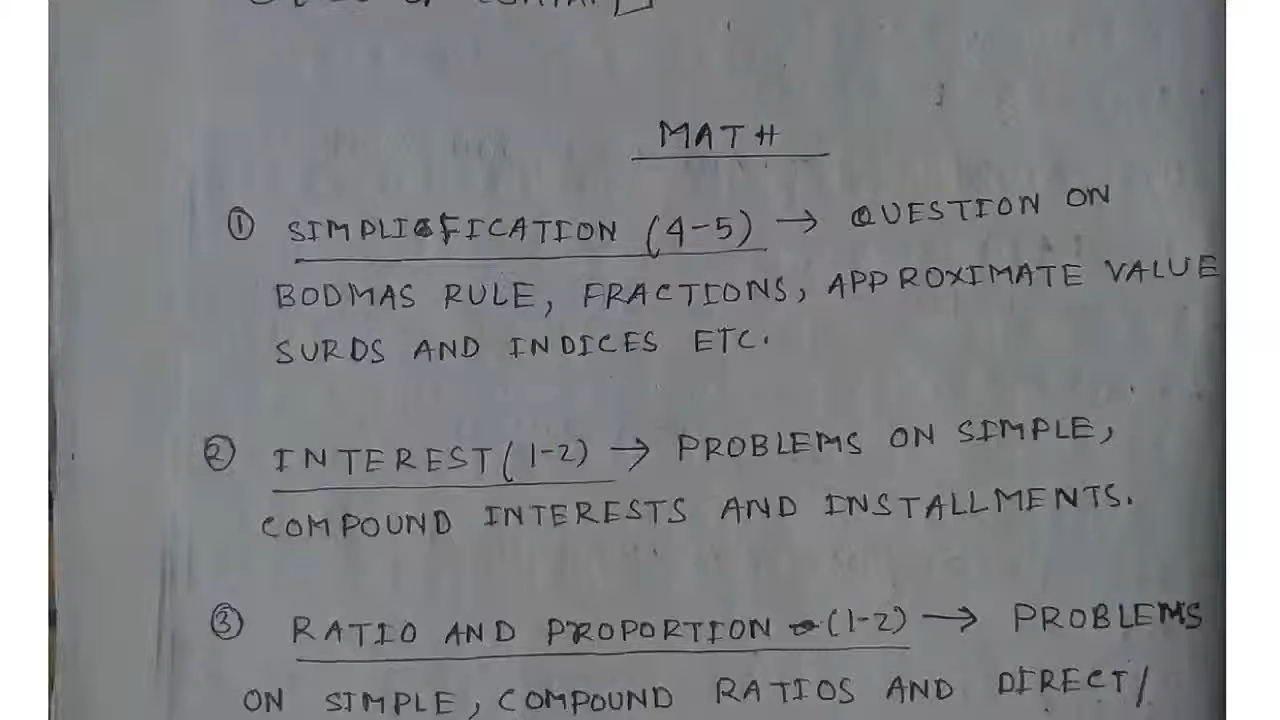 MATH
① SIMPLIFICATION (4-5) → QUESTION ON
BODMAS RULE, FRACTIONS, APPROXIMATE VALUE
SURDS AND INDICES ETC.
② INTEREST (1-2) → PROBLEMS ON SIMPLE,
COMPOUND INTERESTS AND INSTALLMENTS.
③ RATIO AND PROPORTION (1-2) → PROBLEMS
ON SIMPLE, COMPOUND RATIOS AND DIRECT/